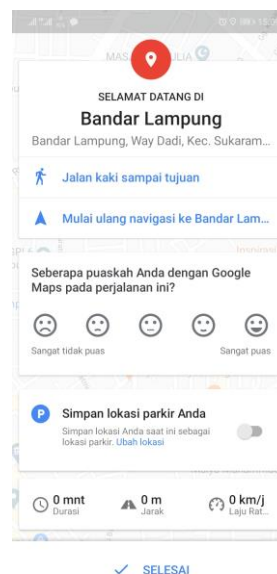 SELAMAT DATANG DI
Bandar Lampung
Bandar Lampung, Way Dadi, Kec. Sukaram...
Jalan kaki sampai tujuan
Mulai ulang navigasi ke Bandar Lam...
Seberapa puaskah Anda dengan Google
Maps pada perjalanan ini?
Sangat tidak puas
Sangat puas
P
Simpan lokasi parkir Anda
Simpan lokasi Anda saat ini sebagai
lokasi parkir. Ubah lokasi
0 mnt
Durasi
0 m
Jarak
0 km/j
Laju Rat...
SELESAI